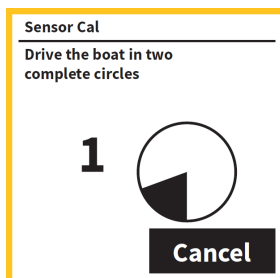 Sensor Cal
Drive the boat in two
complete circles
1
Cancel